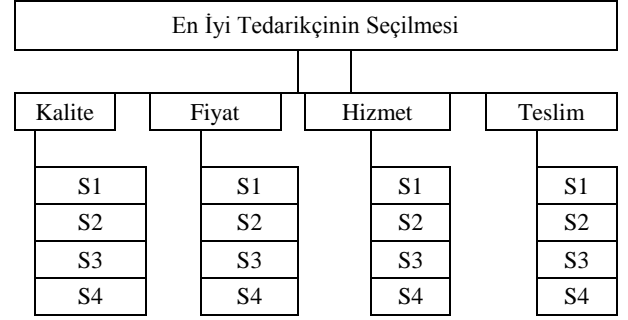 En İyi Tedarikçinin Seçilmesi
Kalite Fiyat Hizmet Teslim
S1 S1 S1 S1
S2 S2 S2 S2
S3 S3 S3 S3
S4 S4 S4 S4